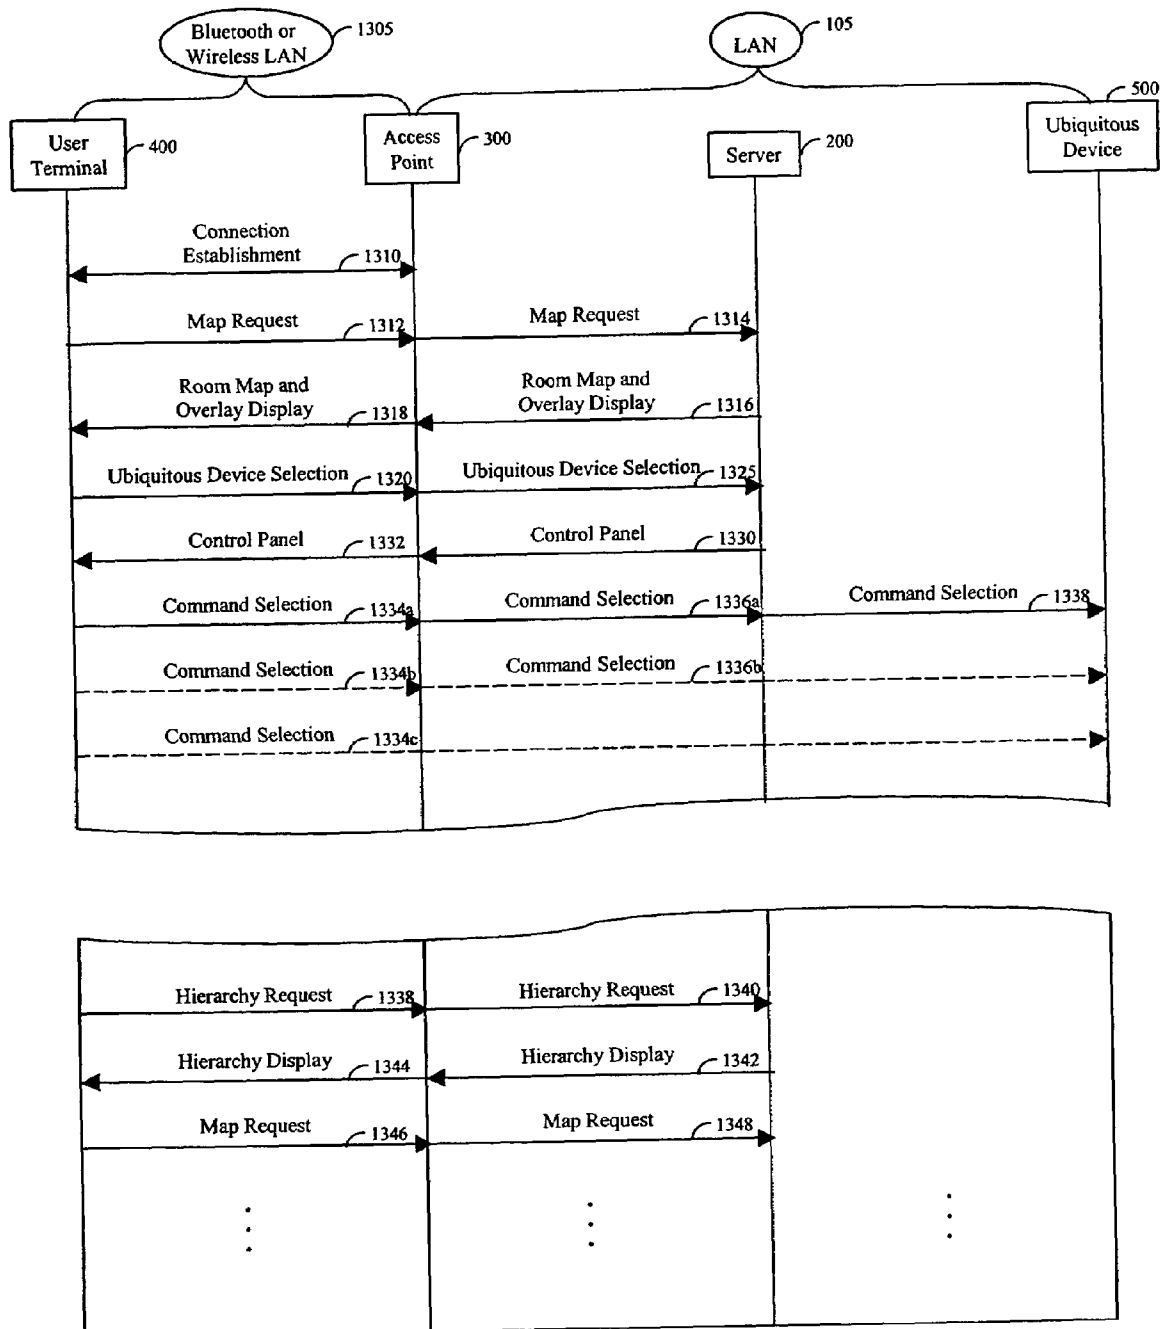 Bluetooth or
Wireless LAN
1305
LAN
105
User
Terminal
400
Access
Point
300
Server
200
500
Ubiquitous
Device
Connection
Establishment
1310
Map Request
1312
Map Request
1314
Room Map and
Overlay Display
1318
Room Map and
Overlay Display
1316
Ubiquitous Device Selection
1320
Ubiquitous Device Selection
1325
Control Panel
1332
Control Panel
1330
Command Selection
1334a
Command Selection
1336a
Command Selection
1338
Command Selection
1334b
Command Selection
1336b
Command Selection
1334c
Hierarchy Request
1338
Hierarchy Request
1340
Hierarchy Display
1344
Hierarchy Display
1342
Map Request
1346
Map Request
1348